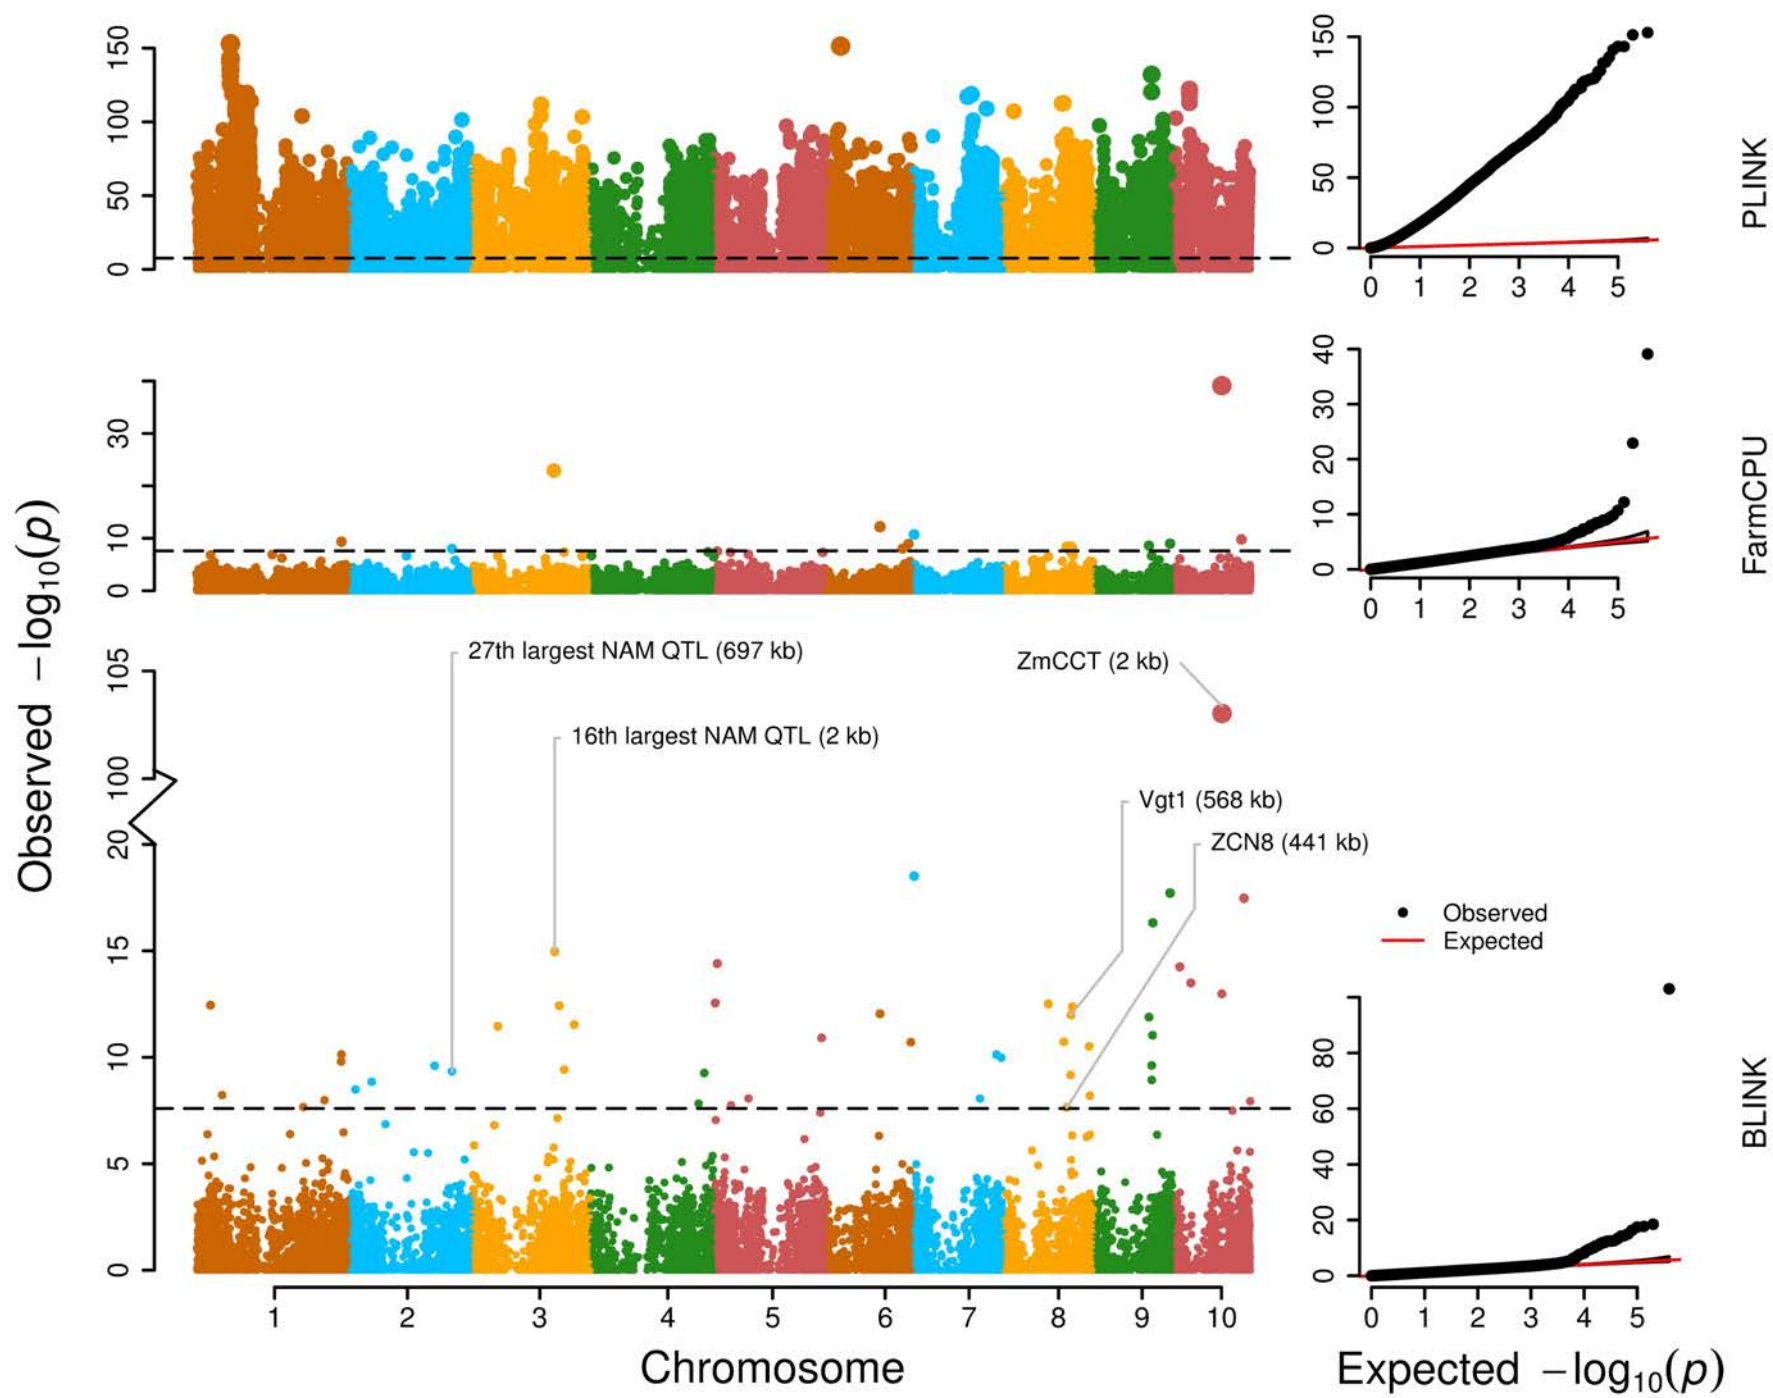 Observed −log10(p)
150
100
50
0
150
100
50
0
0 1 2 3 4 5
PLINK
30
10
0
40
30
20
10
0
0 1 2 3 4 5
FarmCPU
105
100
20
15
10
5
0
27th largest NAM QTL (697 kb)
ZmCCT (2 kb)
16th largest NAM QTL (2 kb)
Vgt1 (568 kb)
ZCN8 (441 kb)
Observed
Expected
80
60
40
20
0
BLINK
1 2 3 4 5 6 7 8 9 10
0 1 2 3 4 5
Chromosome
Expected −log10(p)